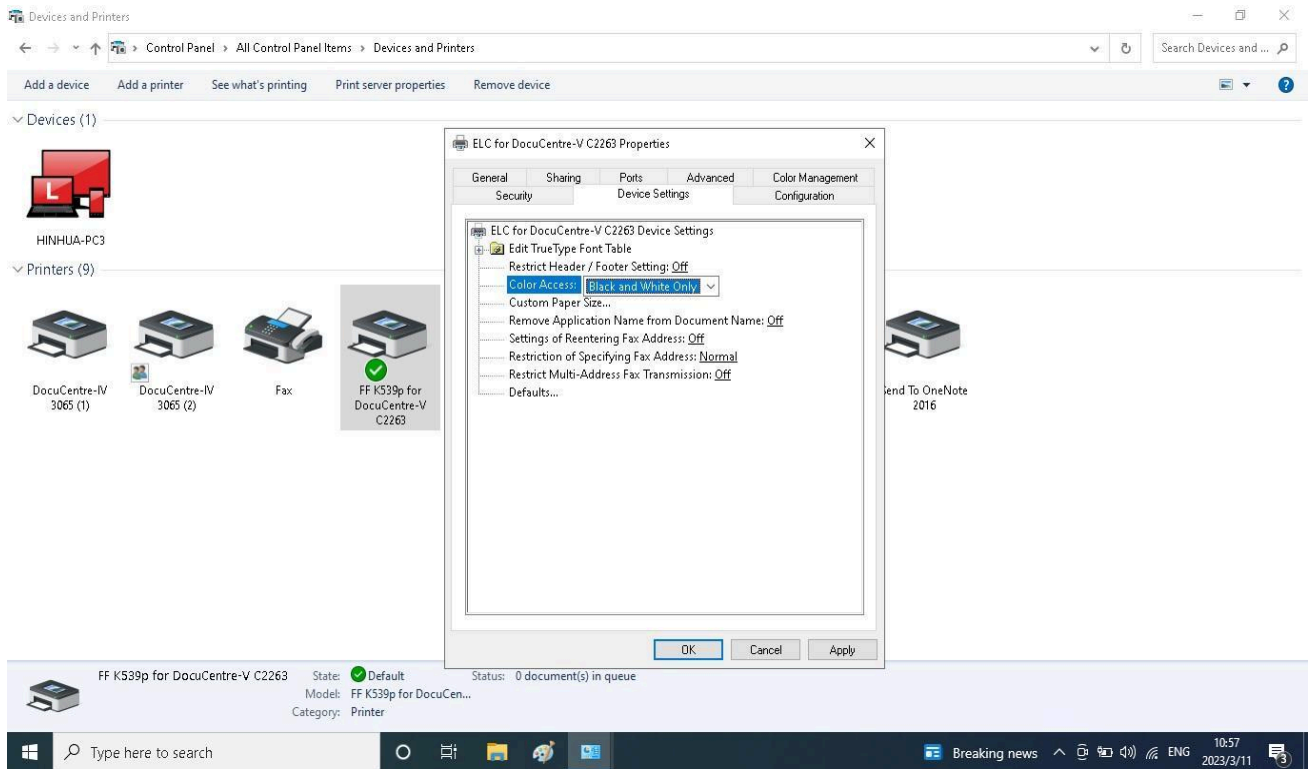 Devices and Printers
Control Panel › All Control Panel Items › Devices and Printers
Search Devices and ...
Add a device Add a printer See what's printing Print server properties Remove device
Devices (1)
L
HINHUA-PC3
Printers (9)
DocuCentre-IV
3065 (1)
DocuCentre-IV
3065 (2)
Fax
FF K539p for
DocuCentre-V
C2263
Send To OneNote
2016
ELC for DocuCentre-V C2263 Properties
General Sharing Ports Advanced Color Management
Security Device Settings Configuration
ELC for DocuCentre-V C2263 Device Settings
Edit TrueType Font Table
Restrict Header / Footer Setting: Off
Color Access: Black and White Only
Custom Paper Size...
Remove Application Name from Document Name: Off
Settings of Reentering Fax Address: Off
Restriction of Specifying Fax Address: Normal
Restrict Multi-Address Fax Transmission: Off
Defaults...
OK Cancel Apply
FF K539p for DocuCentre-V C2263 State: Default Status: 0 document(s) in queue
Model: FF K539p for DocuCen...
Category: Printer
Type here to search
Breaking news
ENG
10:57
2023/3/11
3